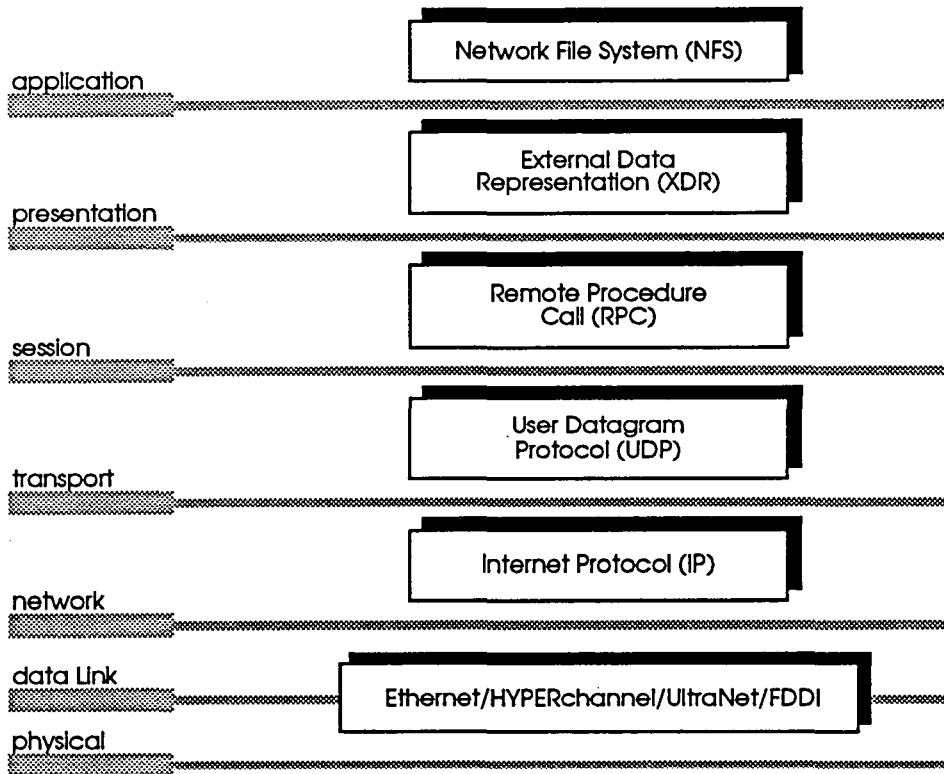 Network File System (NFS)
application
External Data
Representation (XDR)
presentation
Remote Procedure
Call (RPC)
session
User Datagram
Protocol (UDP)
transport
Internet Protocol (IP)
network
data Link
Ethernet/HYPERchannel/UltraNet/FDDI
physical